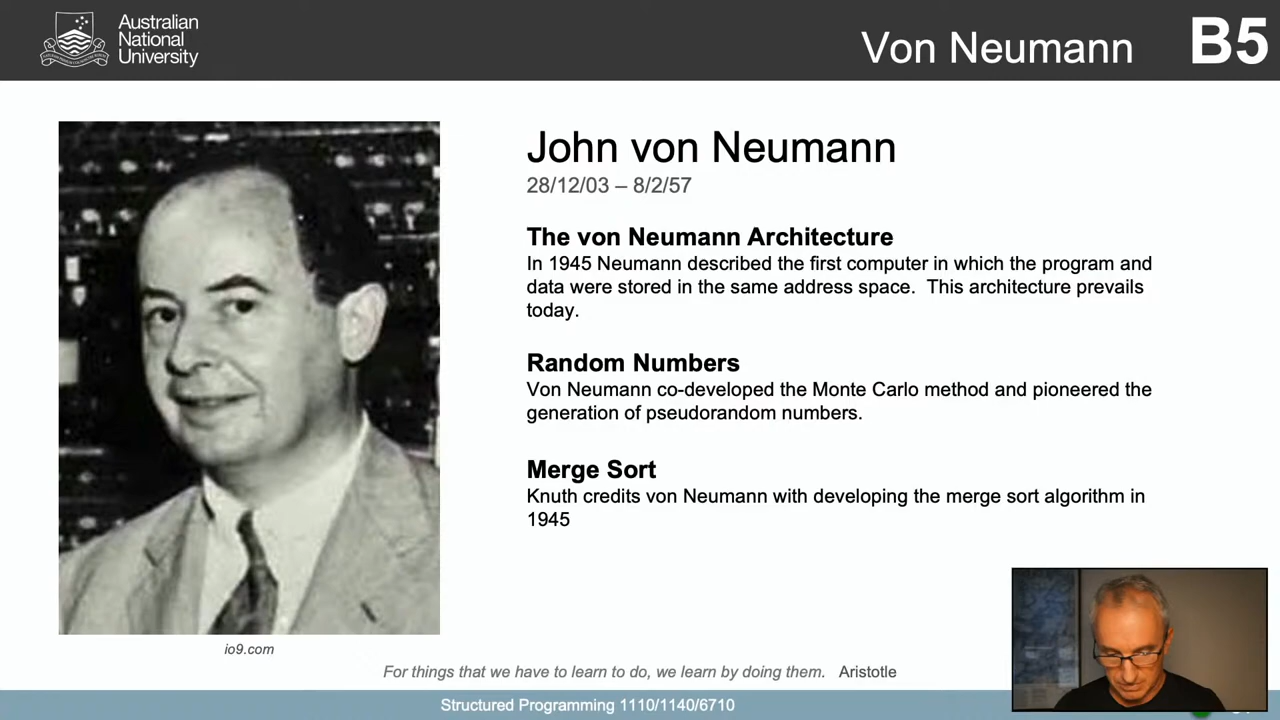 Australian
National
University
Von Neumann B5
John von Neumann
28/12/03 – 8/2/57
The von Neumann Architecture
In 1945 Neumann described the first computer in which the program and
data were stored in the same address space. This architecture prevails
today.
Random Numbers
Von Neumann co-developed the Monte Carlo method and pioneered the
generation of pseudorandom numbers.
Merge Sort
Knuth credits von Neumann with developing the merge sort algorithm in
1945
io9.com
For things that we have to learn to do, we learn by doing them. Aristotle
Structured Programming 1110/1140/6710